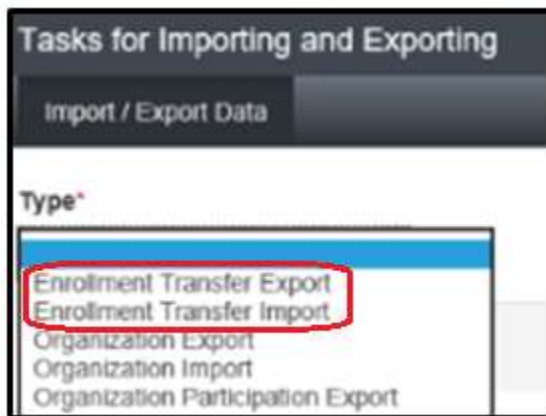 Tasks for Importing and Exporting
Import / Export Data
Type*
Enrollment Transfer Export
Enrollment Transfer Import
Organization Export
Organization Import
Organization Participation Export